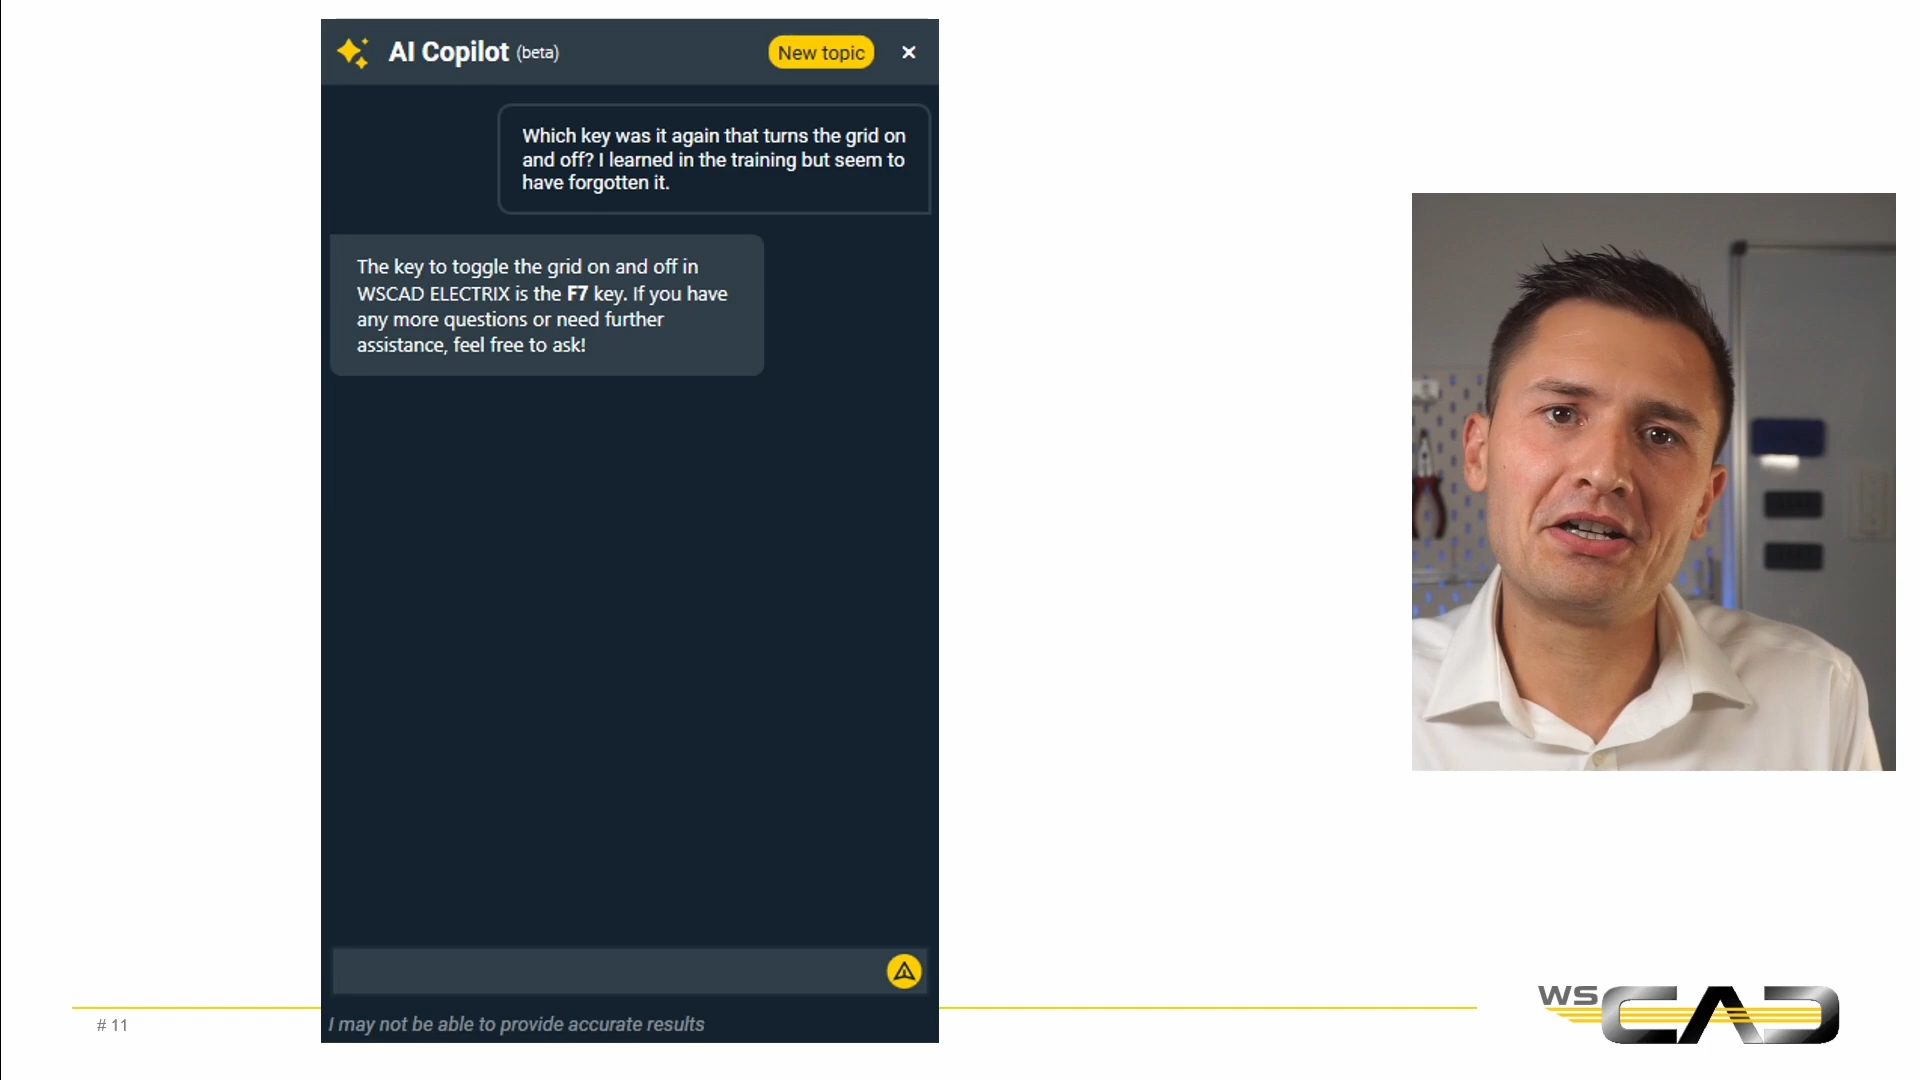 AI Copilot (beta)
New topic
Which key was it again that turns the grid on
and off? I learned in the training but seem to
have forgotten it.
The key to toggle the grid on and off in
WSCAD ELECTRIX is the F7 key. If you have
any more questions or need further
assistance, feel free to ask!
I may not be able to provide accurate results
# 11
WS CAD